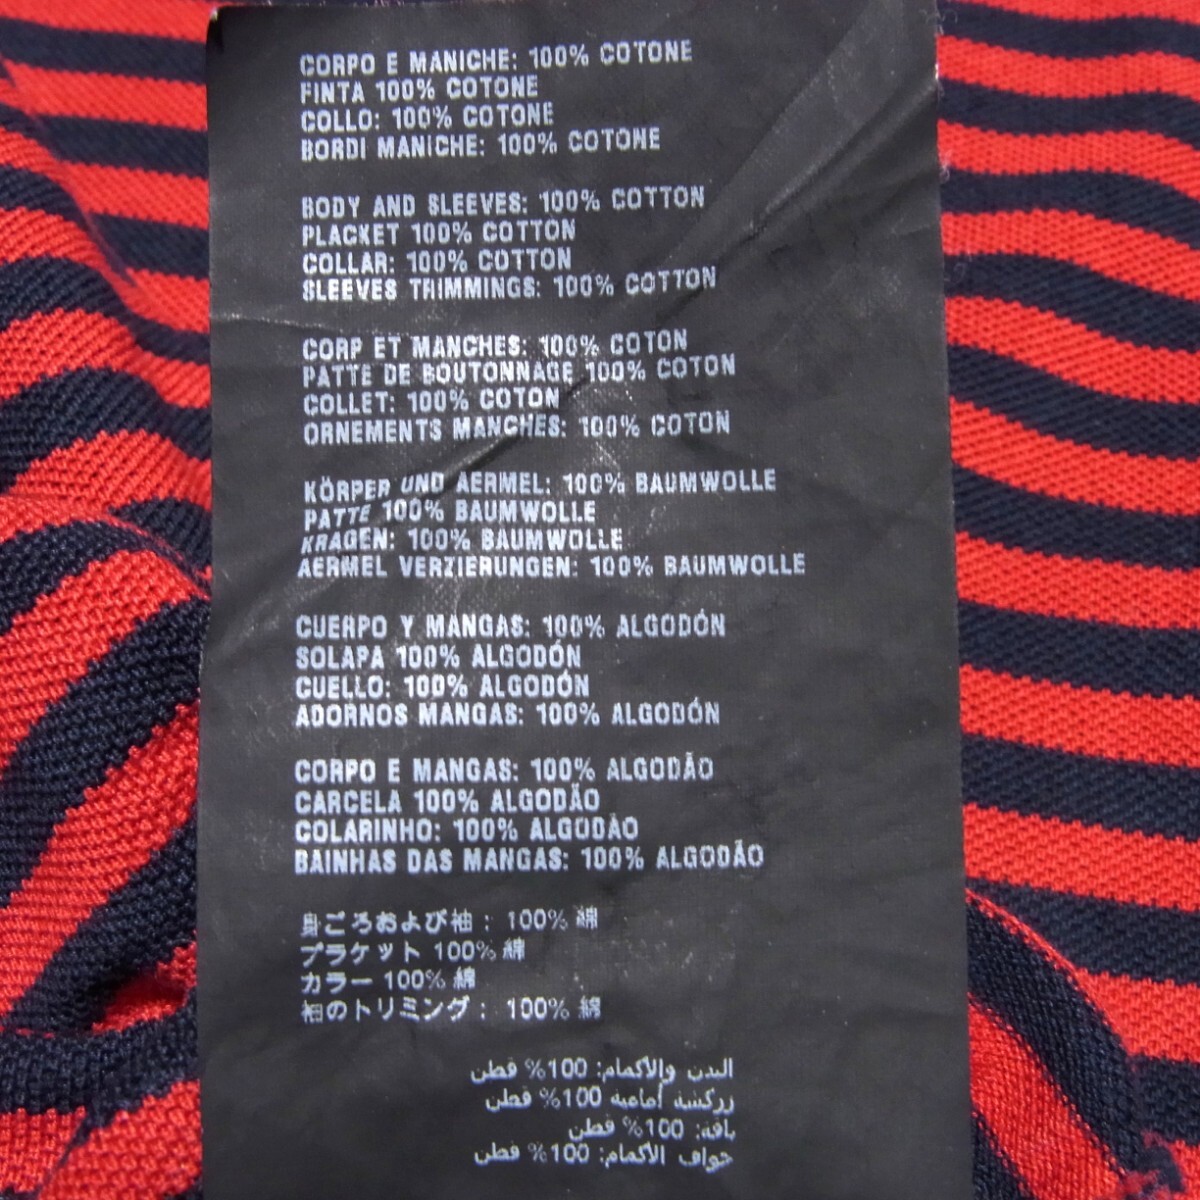 CORPO E MANICHE: 100% COTONE
FINTA 100% COTONE
COLLO: 100% COTONE
BORDI MANICHE: 100% COTONE
BODY AND SLEEVES: 100% COTTON
PLACKET 100% COTTON
COLLAR: 100% COTTON
SLEEVES TRIMMINGS: 100% COTTON
CORP ET MANCHES: 100% COTON
PATTE DE BOUTONNAGE 100% COTON
COLLET: 100% COTON
ORNEMENTS MANCHES: 100% COTON
KÖRPER UND AERMEL: 100% BAUMWOLLE
PATTE 100% BAUMWOLLE
KRAGEN: 100% BAUMWOLLE
AERMEL VERZIERUNGEN: 100% BAUMWOLLE
CUERPO Y MANGAS: 100% ALGODÓN
SOLAPA 100% ALGODÓN
CUELLO: 100% ALGODÓN
ADORNOS MANGAS: 100% ALGODÓN
CORPO E MANGAS: 100% ALGODÃO
CARCELA 100% ALGODÃO
COLARINHO: 100% ALGODÃO
BAINHAS DAS MANGAS: 100% ALGODÃO
身ごろおよび袖 : 100% 綿
プラケット 100% 綿
カラー 100% 綿
袖のトリミング : 100% 綿
البدن والأكمام: 100% قطن
زركشة أمامية 100% قطن
ياقة: 100% قطن
حواف الأكمام: 100% قطن